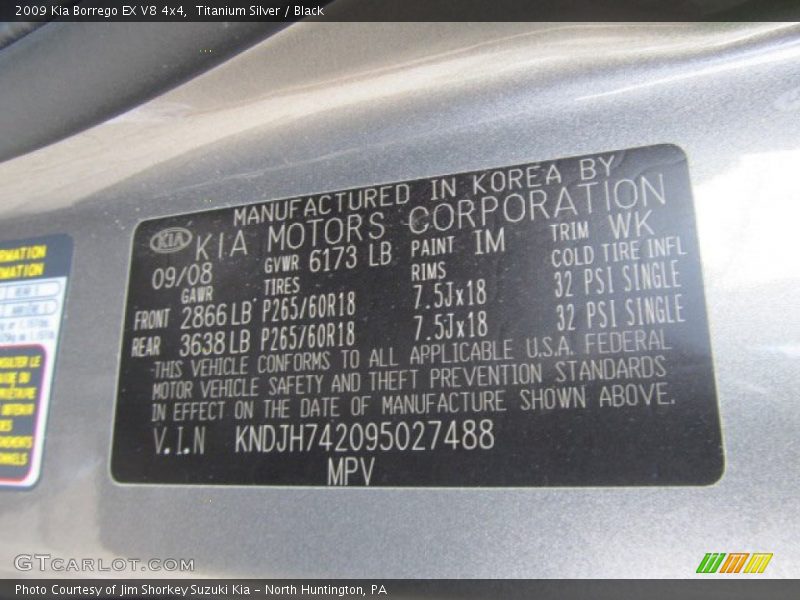 2009 Kia Borrego EX V8 4x4, Titanium Silver / Black
MANUFACTURED IN KOREA BY
KIA KIA MOTORS CORPORATION
09/08 GVWR 6173 LB PAINT IM TRIM WK
GAWR TIRES RIMS COLD TIRE INFL
FRONT 2866 LB P265/60R18 7.5Jx18 32 PSI SINGLE
REAR 3638 LB P265/60R18 7.5Jx18 32 PSI SINGLE
THIS VEHICLE CONFORMS TO ALL APPLICABLE U.S.A. FEDERAL
MOTOR VEHICLE SAFETY AND THEFT PREVENTION STANDARDS
IN EFFECT ON THE DATE OF MANUFACTURE SHOWN ABOVE.
V.I.N KNDJH742095027488
MPV
GTCARLOT.COM
Photo Courtesy of Jim Shorkey Suzuki Kia - North Huntington, PA